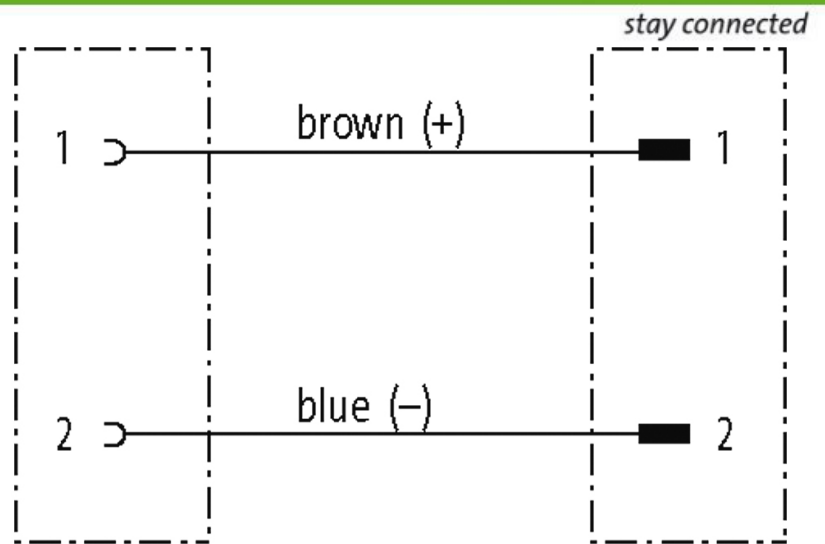 stay connected
brown (+)
1 1
blue (–)
2 2